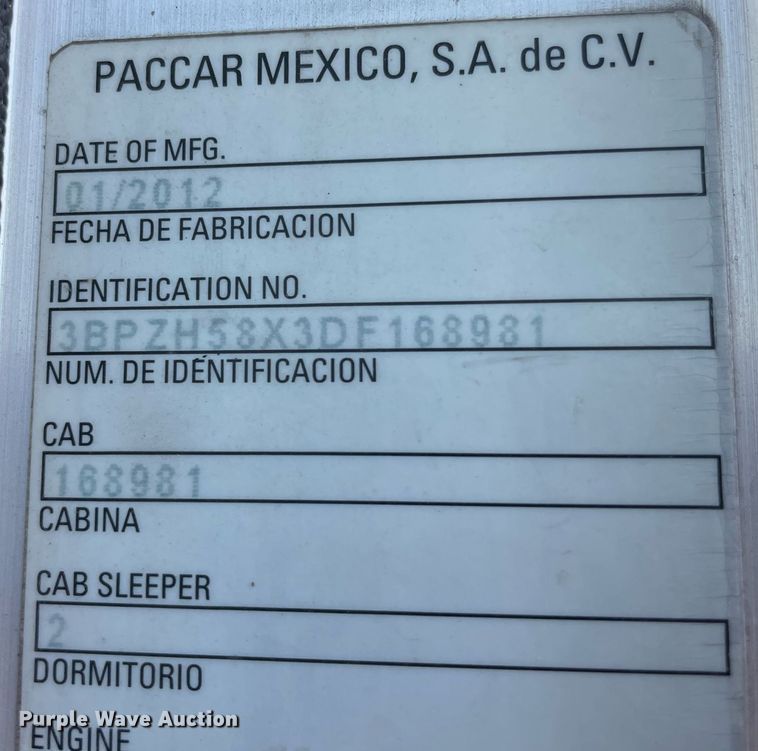 PACCAR MEXICO, S.A. de C.V.
DATE OF MFG.
01/2012
FECHA DE FABRICACION
IDENTIFICATION NO.
3BPZH58X3DF168981
NUM. DE IDENTIFICACION
CAB
168981
CABINA
CAB SLEEPER
2
DORMITORIO
Purple Wave Auction
ENGINE